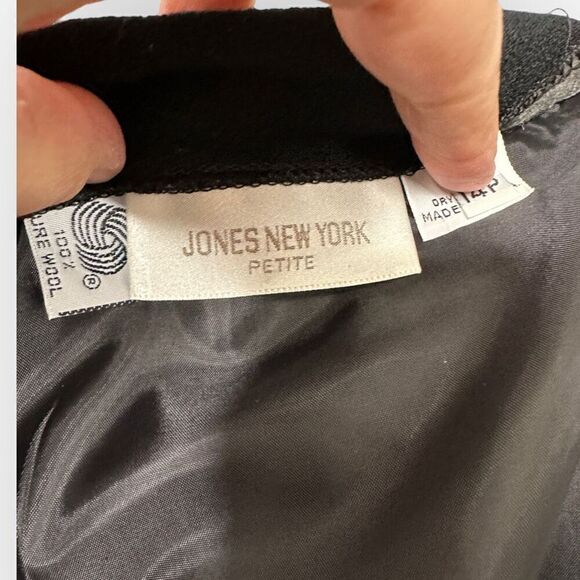 100%
PURE WOOL
®
JONES NEW YORK
PETITE
14P
DRY
MADE